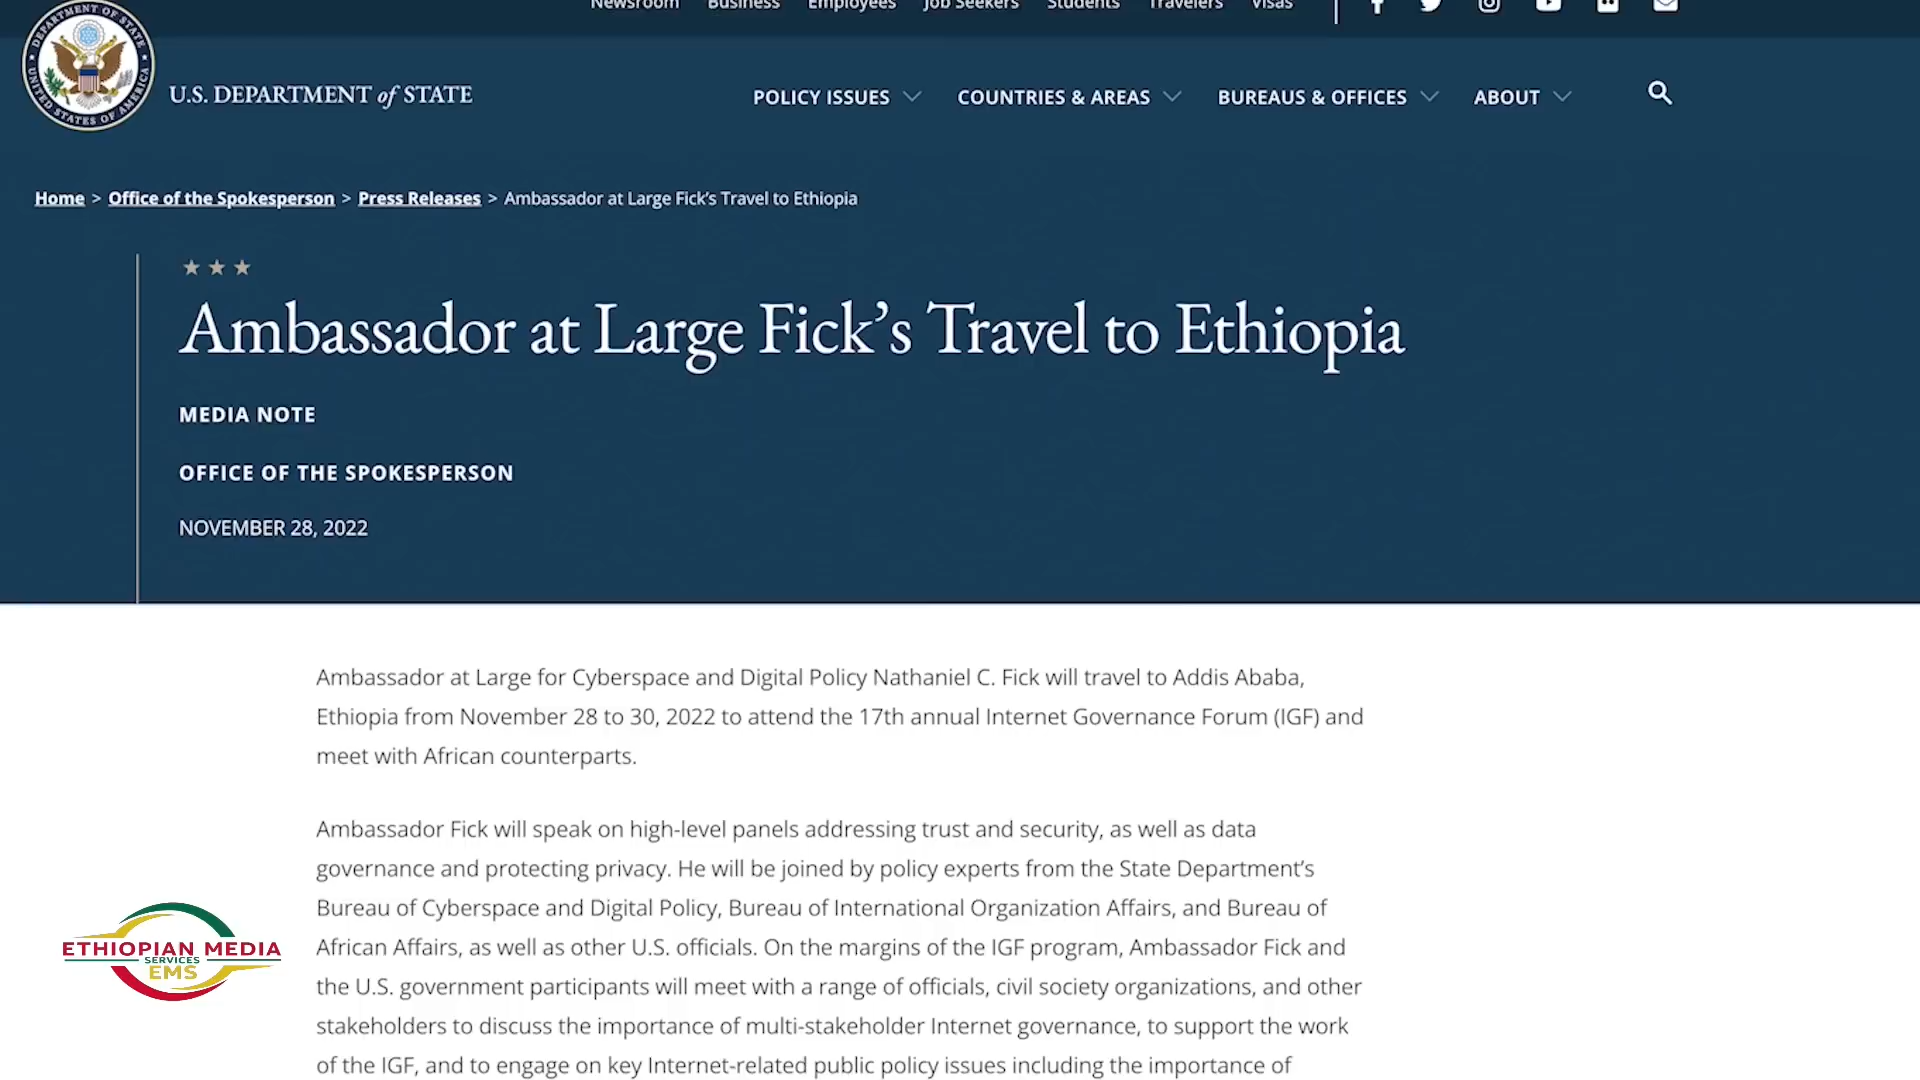 Newsroom Business Employees Job Seekers Students Travelers Visas
DEPARTMENT OF STATE
UNITED STATES OF AMERICA
U.S. DEPARTMENT of STATE
POLICY ISSUES COUNTRIES & AREAS BUREAUS & OFFICES ABOUT
Home > Office of the Spokesperson > Press Releases > Ambassador at Large Fick’s Travel to Ethiopia
Ambassador at Large Fick’s Travel to Ethiopia
MEDIA NOTE
OFFICE OF THE SPOKESPERSON
NOVEMBER 28, 2022
Ambassador at Large for Cyberspace and Digital Policy Nathaniel C. Fick will travel to Addis Ababa,
Ethiopia from November 28 to 30, 2022 to attend the 17th annual Internet Governance Forum (IGF) and
meet with African counterparts.
Ambassador Fick will speak on high-level panels addressing trust and security, as well as data
governance and protecting privacy. He will be joined by policy experts from the State Department’s
Bureau of Cyberspace and Digital Policy, Bureau of International Organization Affairs, and Bureau of
African Affairs, as well as other U.S. officials. On the margins of the IGF program, Ambassador Fick and
the U.S. government participants will meet with a range of officials, civil society organizations, and other
stakeholders to discuss the importance of multi-stakeholder Internet governance, to support the work
of the IGF, and to engage on key Internet-related public policy issues including the importance of
ETHIOPIAN MEDIA
SERVICES
EMS